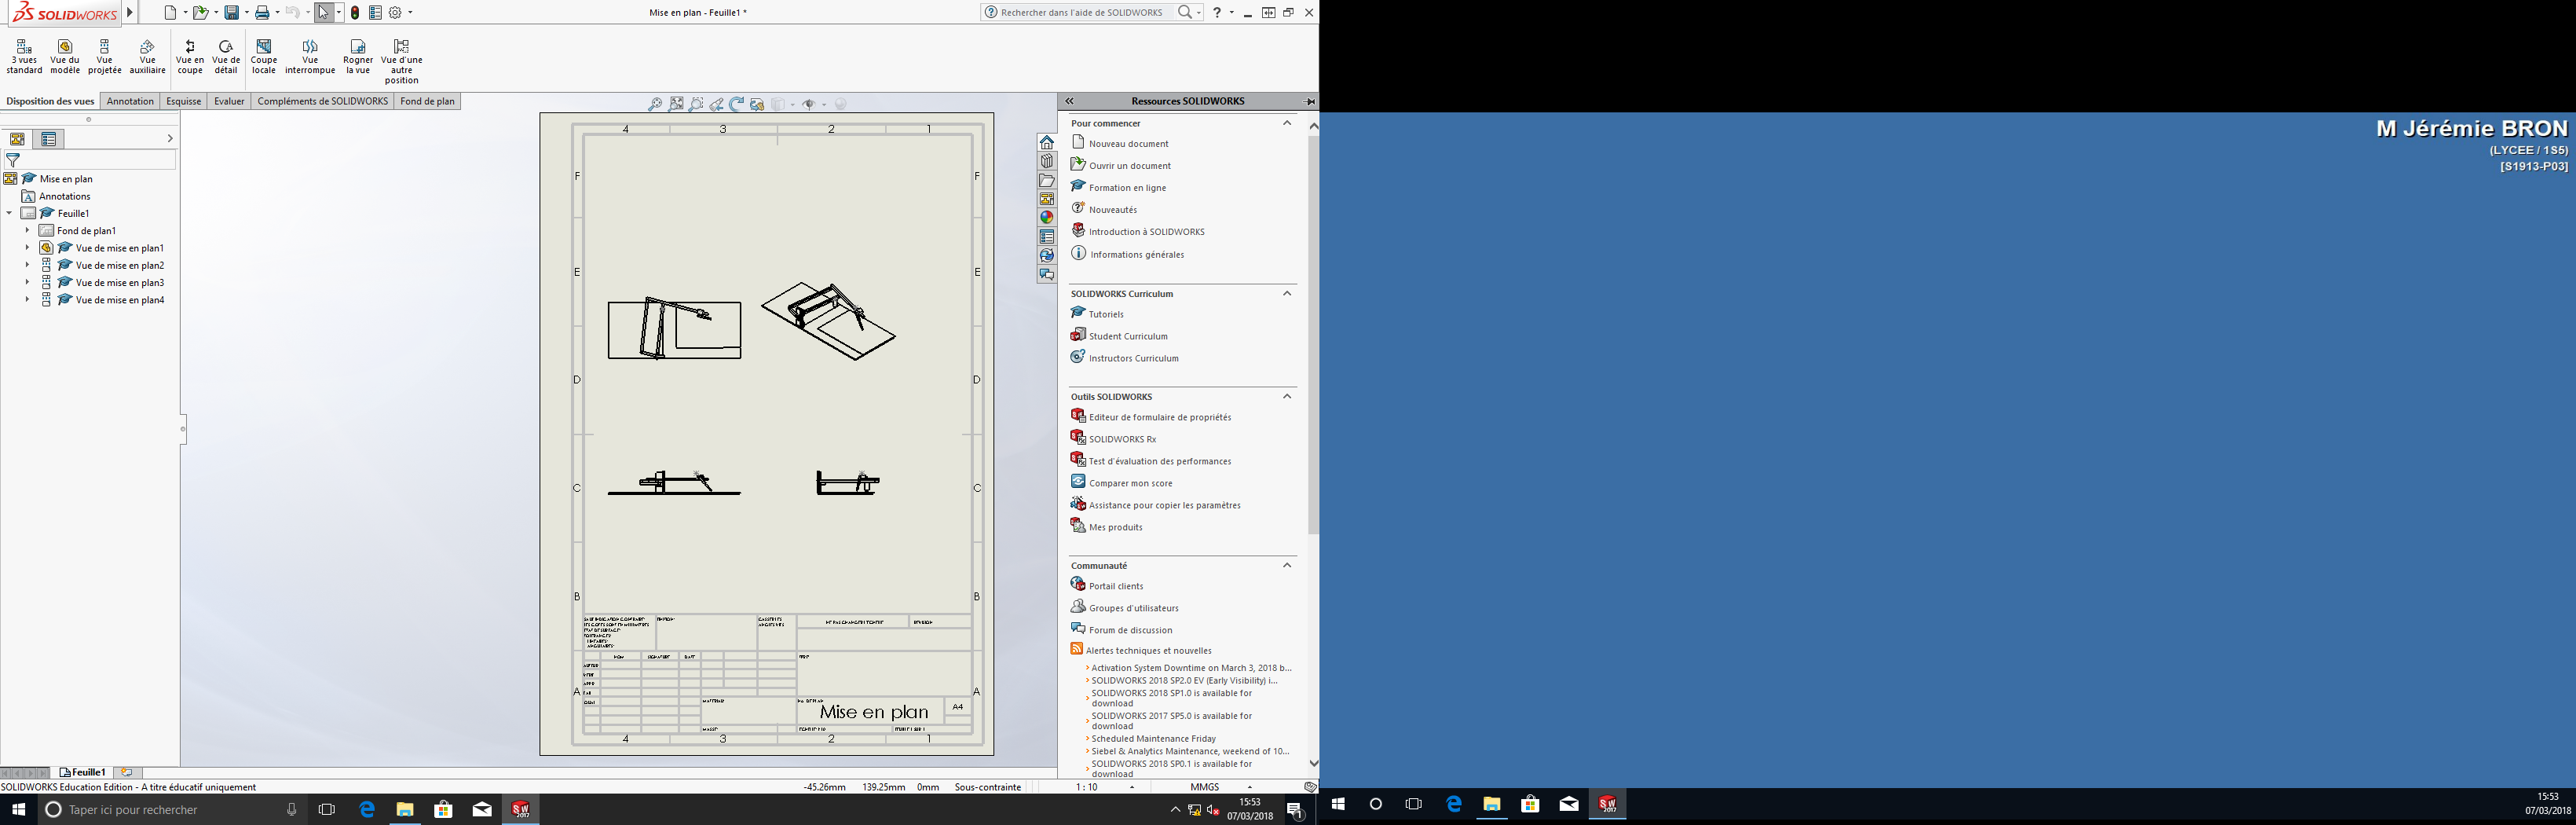 SOLIDWORKS
Mise en plan - Feuille1 *
Rechercher dans l'aide de SOLIDWORKS
?
3 vues standard
Vue du modèle
Vue projetée
Vue auxiliaire
Vue en coupe
Vue de détail
Coupe locale
Vue interrompue
Rogner la vue
Vue d'une autre position
Disposition des vues
Annotation
Esquisse
Evaluer
Compléments de SOLIDWORKS
Fond de plan
Mise en plan
Annotations
Feuille1
Fond de plan1
Vue de mise en plan1
Vue de mise en plan2
Vue de mise en plan3
Vue de mise en plan4
4 3 2 1
F F
E E
D D
C C
B B
A A
Mise en plan
A4
4 3 2 1
Ressources SOLIDWORKS
Pour commencer
Nouveau document
Ouvrir un document
Formation en ligne
Nouveautés
Introduction à SOLIDWORKS
Informations générales
SOLIDWORKS Curriculum
Tutoriels
Student Curriculum
Instructors Curriculum
Outils SOLIDWORKS
Editeur de formulaire de propriétés
SOLIDWORKS Rx
Test d'évaluation des performances
Comparer mon score
Assistance pour copier les paramètres
Mes produits
Communauté
Portail clients
Groupes d'utilisateurs
Forum de discussion
Alertes techniques et nouvelles
Activation System Downtime on March 3, 2018 b...
SOLIDWORKS 2018 SP2.0 EV (Early Visibility) i...
SOLIDWORKS 2018 SP1.0 is available for
download
SOLIDWORKS 2017 SP5.0 is available for
download
Scheduled Maintenance Friday
Siebel & Analytics Maintenance, weekend of 10...
SOLIDWORKS 2018 SP0.1 is available for
download
Feuille1
SOLIDWORKS Education Edition - A titre éducatif uniquement
-45.26mm 139.25mm 0mm Sous-contrainte 1 : 10 MMGS
Taper ici pour rechercher
15:53
07/03/2018
M Jérémie BRON
(LYCEE / 1S5)
[S1913-P03]
15:53
07/03/2018